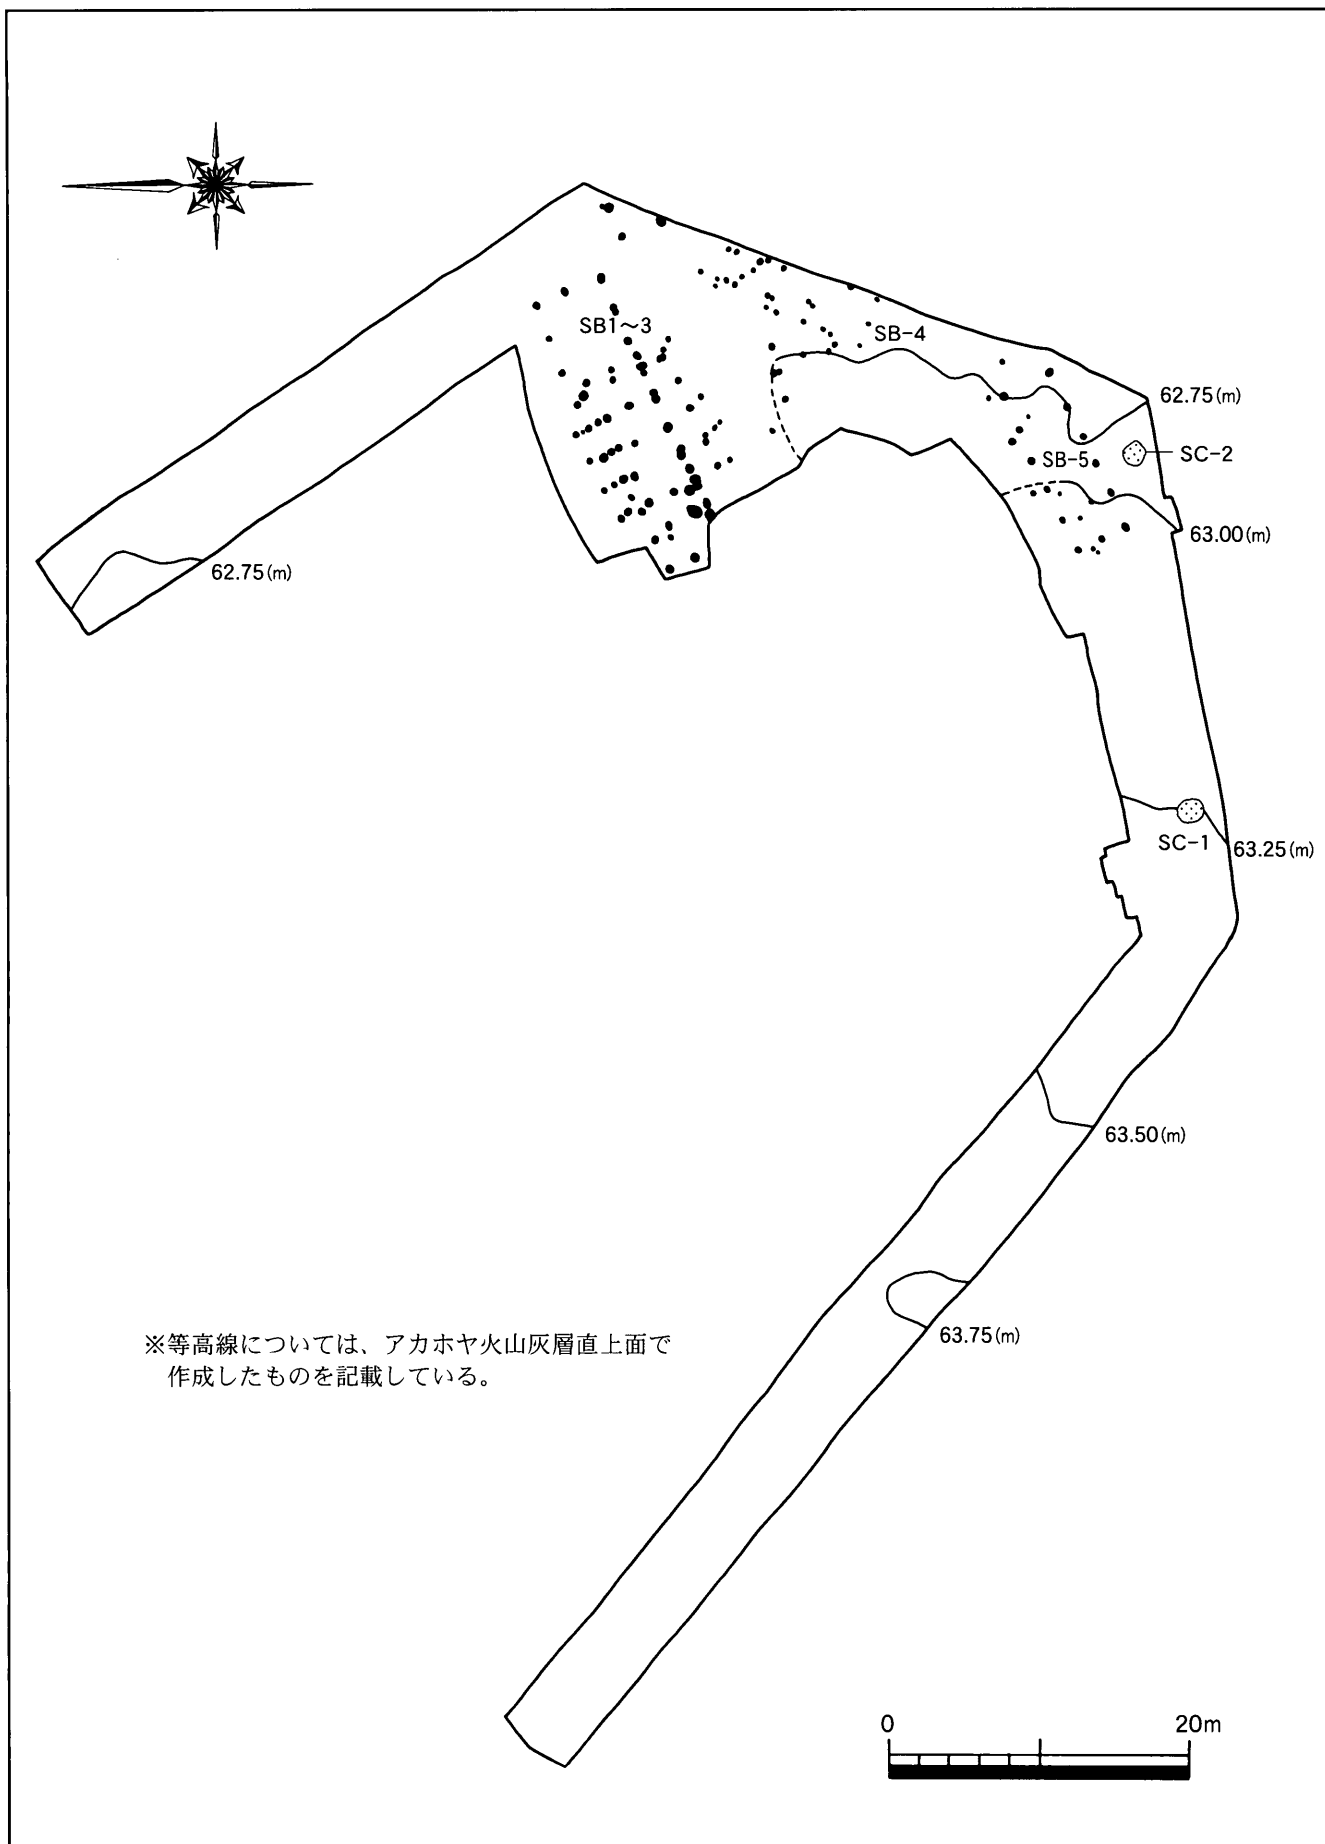 SB1～3
SB-4
62.75(m)
SB-5
SC-2
63.00(m)
62.75(m)
SC-1
63.25(m)
63.50(m)
63.75(m)
※等高線については、アカホヤ火山灰層直上面で
作成したものを記載している。
0 20m